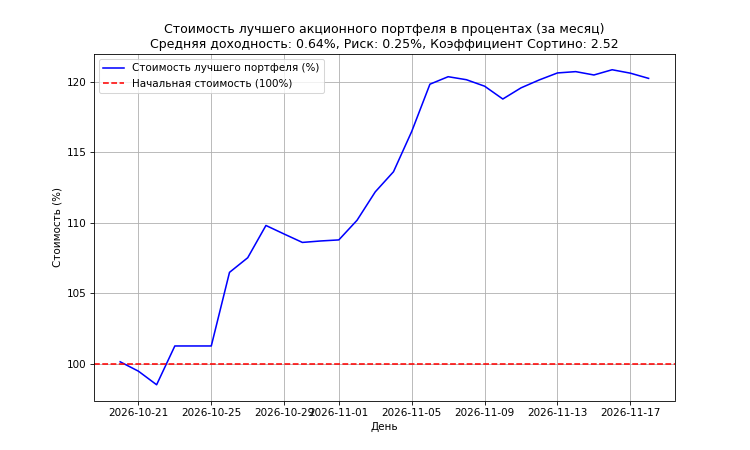 Стоимость лучшего акционного портфеля в процентах (за месяц)
Средняя доходность: 0.64%, Риск: 0.25%, Коэффициент Сортино: 2.52
Стоимость лучшего портфеля (%)
Начальная стоимость (100%)
Стоимость (%)
120
115
110
105
100
2026-10-21
2026-10-25
2026-10-29
2026-11-01
2026-11-05
2026-11-09
2026-11-13
2026-11-17
День